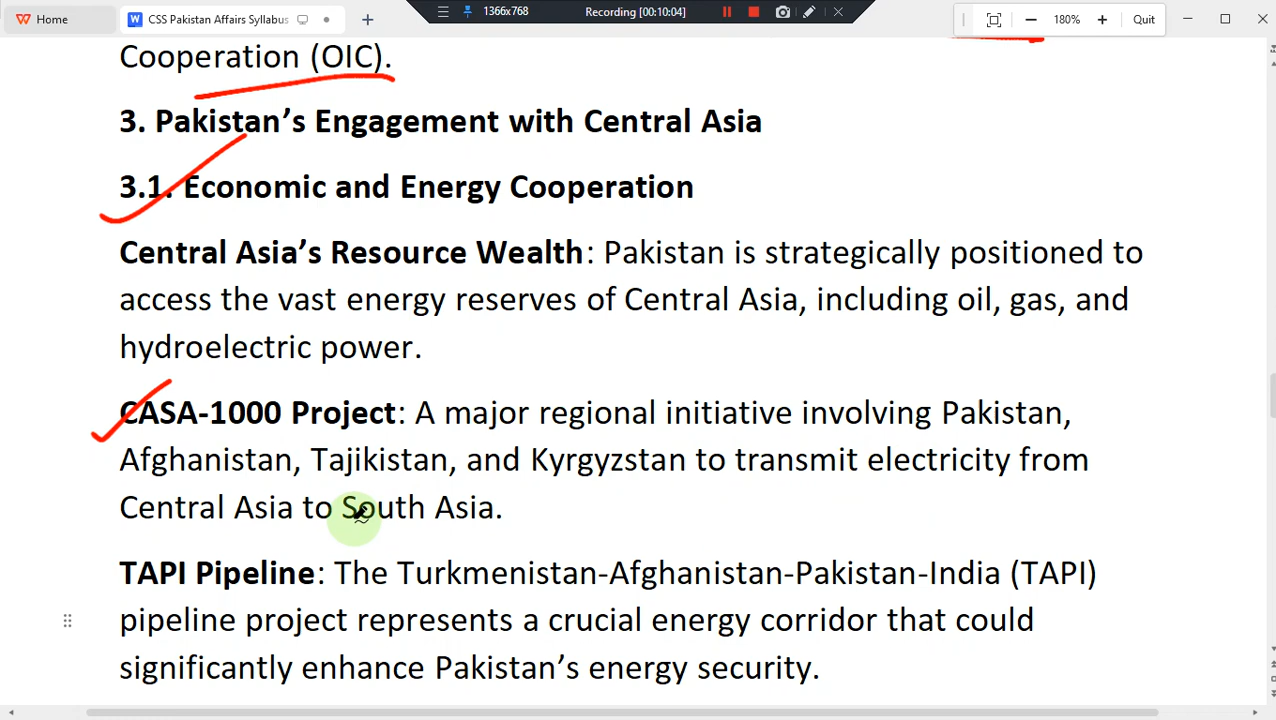 Home
CSS Pakistan Affairs Syllabus
1366x768
Recording [00:10:04]
180%
Quit
Cooperation (OIC).
3. Pakistan’s Engagement with Central Asia
3.1. Economic and Energy Cooperation
Central Asia’s Resource Wealth: Pakistan is strategically positioned to
access the vast energy reserves of Central Asia, including oil, gas, and
hydroelectric power.
CASA-1000 Project: A major regional initiative involving Pakistan,
Afghanistan, Tajikistan, and Kyrgyzstan to transmit electricity from
Central Asia to South Asia.
TAPI Pipeline: The Turkmenistan-Afghanistan-Pakistan-India (TAPI)
pipeline project represents a crucial energy corridor that could
significantly enhance Pakistan’s energy security.